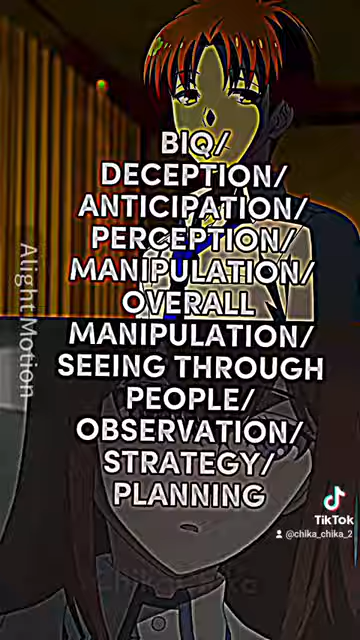 BIQ/
DECEPTION/
ANTICIPATION/
PERCEPTION/
MANIPULATION/
OVERALL
MANIPULATION/
SEEING THROUGH
PEOPLE/
OBSERVATION/
STRATEGY/
PLANNING
Alight Motion
TikTok
@chika_chika_2